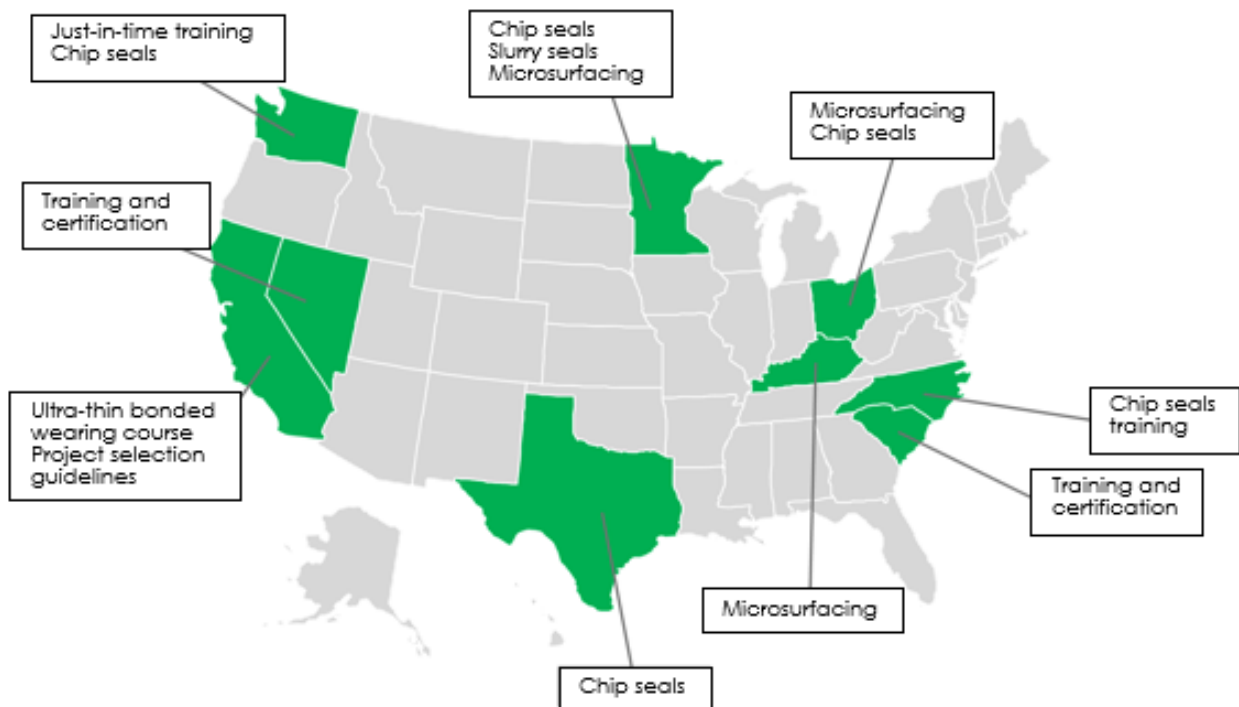 Just-in-time training
Chip seals
Chip seals
Slurry seals
Microsurfacing
Microsurfacing
Chip seals
Training and
certification
Ultra-thin bonded
wearing course
Project selection
guidelines
Chip seals
training
Training and
certification
Microsurfacing
Chip seals